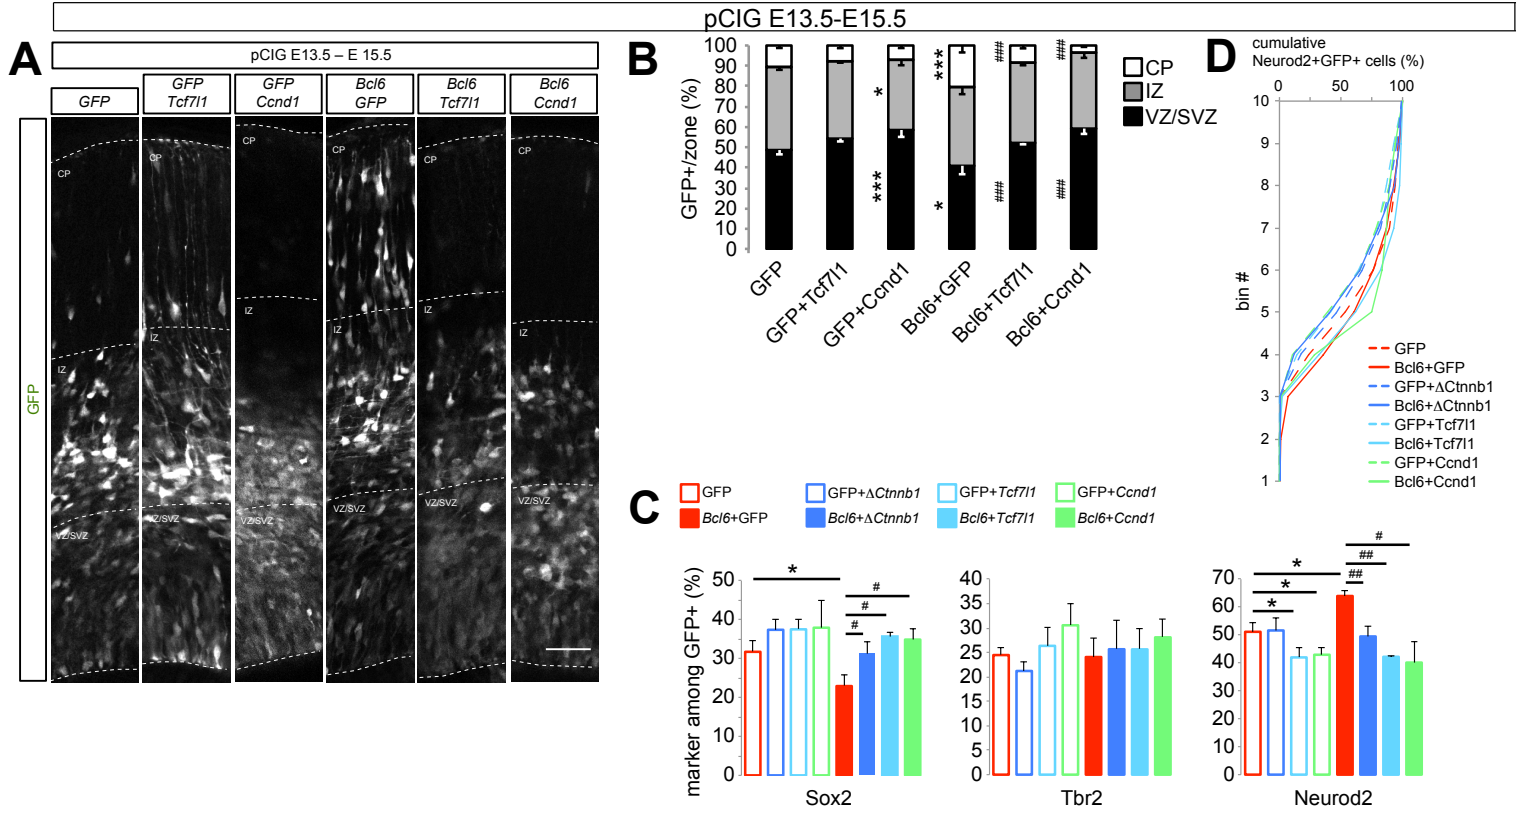 pCIG E13.5-E15.5
A
pCIG E13.5 – E 15.5
GFP
GFP
Tcf7l1
GFP
Ccnd1
Bcl6
GFP
Bcl6
Tcf7l1
Bcl6
Ccnd1
GFP
CP
IZ
VZ/SVZ
CP
IZ
VZ/SVZ
CP
IZ
VZ/SVZ
CP
IZ
VZ/SVZ
CP
IZ
VZ/SVZ
CP
IZ
VZ/SVZ
B
GFP+/zone (%)
100
90
80
70
60
50
40
30
20
10
0
*
***
***
*
###
###
###
###
GFP
GFP+Tcf7l1
GFP+Ccnd1
Bcl6+GFP
Bcl6+Tcf7l1
Bcl6+Ccnd1
CP
IZ
VZ/SVZ
D
cumulative
Neurod2+GFP+ cells (%)
0 50 100
bin #
10
9
8
7
6
5
4
3
2
1
GFP
Bcl6+GFP
GFP+ΔCtnnb1
Bcl6+ΔCtnnb1
GFP+Tcf7l1
Bcl6+Tcf7l1
GFP+Ccnd1
Bcl6+Ccnd1
C
GFP GFP+ΔCtnnb1 GFP+Tcf7l1 GFP+Ccnd1
Bcl6+GFP Bcl6+ΔCtnnb1 Bcl6+Tcf7l1 Bcl6+Ccnd1
marker among GFP+ (%)
50
40
30
20
10
0
*
#
#
#
Sox2
40
35
30
25
20
15
10
5
0
Tbr2
70
60
50
40
30
20
10
0
*
*
*
#
##
##
Neurod2